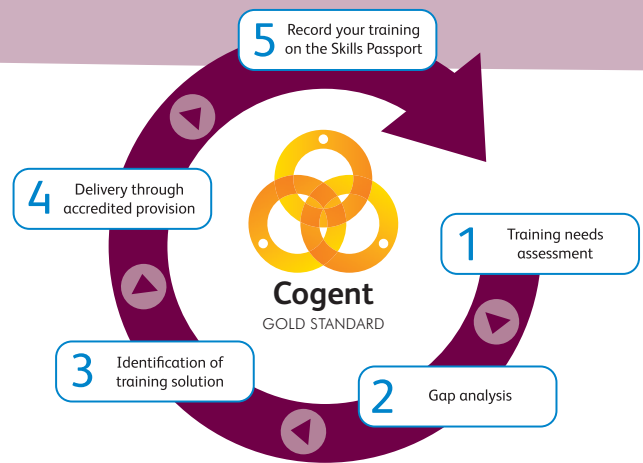 5 Record your training
on the Skills Passport
4 Delivery through
accredited provision
1 Training needs
assessment
Cogent
GOLD STANDARD
3 Identification of
training solution
2 Gap analysis